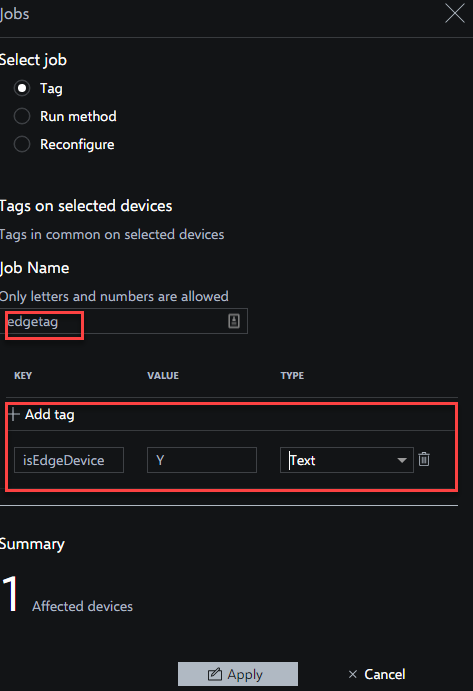 Jobs
Select job
Tag
Run method
Reconfigure
Tags on selected devices
Tags in common on selected devices
Job Name
Only letters and numbers are allowed
edgetag
KEY VALUE TYPE
Add tag
isEdgeDevice Y Text
Summary
1 Affected devices
Apply Cancel